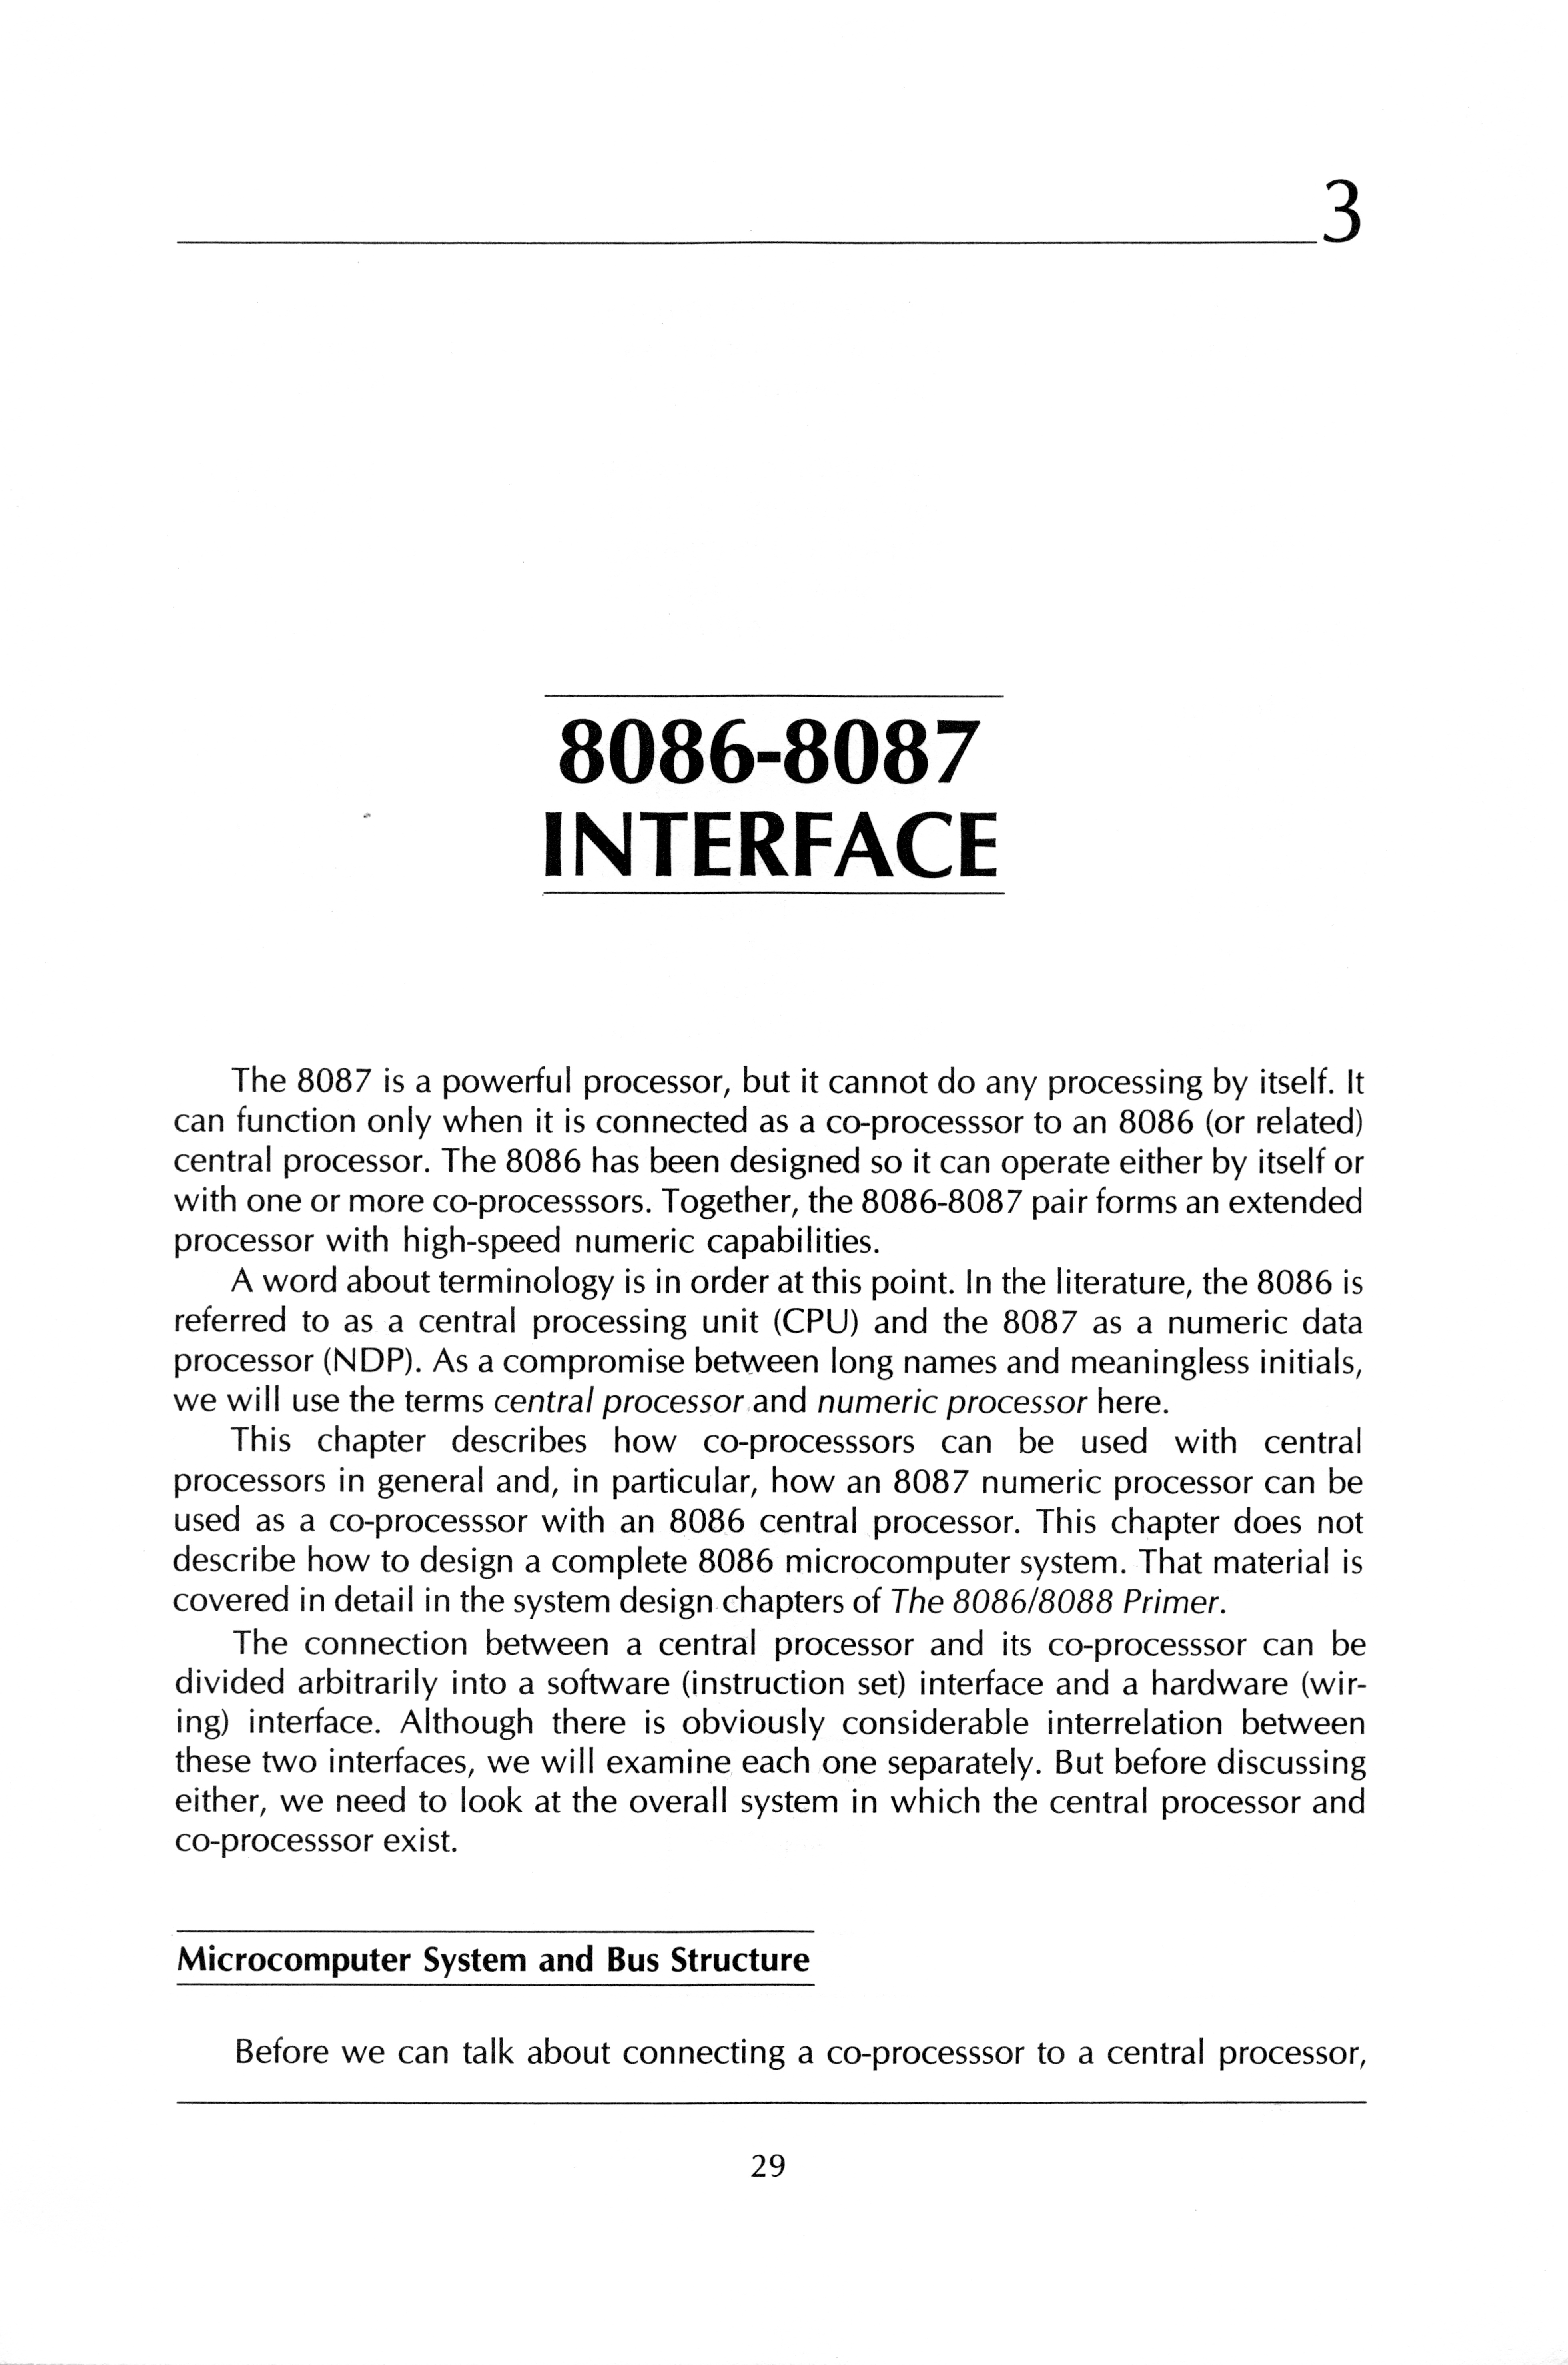 3
8086-8087
INTERFACE
The 8087 is a powerful processor, but it cannot do any processing by itself. It
can function only when it is connected as a co-processsor to an 8086 (or related)
central processor. The 8086 has been designed so it can operate either by itself or
with one or more co-processsors. Together, the 8086-8087 pair forms an extended
processor with high-speed numeric capabilities.
A word about terminology is in order at this point. In the literature, the 8086 is
referred to as a central processing unit (CPU) and the 8087 as a numeric data
processor (NDP). As a compromise between long names and meaningless initials,
we will use the terms central processor and numeric processor here.
This chapter describes how co-processsors can be used with central
processors in general and, in particular, how an 8087 numeric processor can be
used as a co-processsor with an 8086 central processor. This chapter does not
describe how to design a complete 8086 microcomputer system. That material is
covered in detail in the system design chapters of The 8086/8088 Primer.
The connection between a central processor and its co-processsor can be
divided arbitrarily into a software (instruction set) interface and a hardware (wir-
ing) interface. Although there is obviously considerable interrelation between
these two interfaces, we will examine each one separately. But before discussing
either, we need to look at the overall system in which the central processor and
co-processsor exist.
Microcomputer System and Bus Structure
Before we can talk about connecting a co-processsor to a central processor,
29